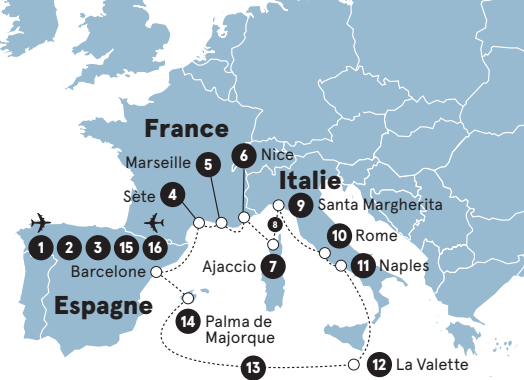 France
Marseille 5
6 Nice
Sète 4
Italie
9 Santa Margherita
8
10 Rome
1 2 3 15 16
Barcelone
Ajaccio 7
11 Naples
Espagne
14 Palma de
Majorque
13
12 La Valette